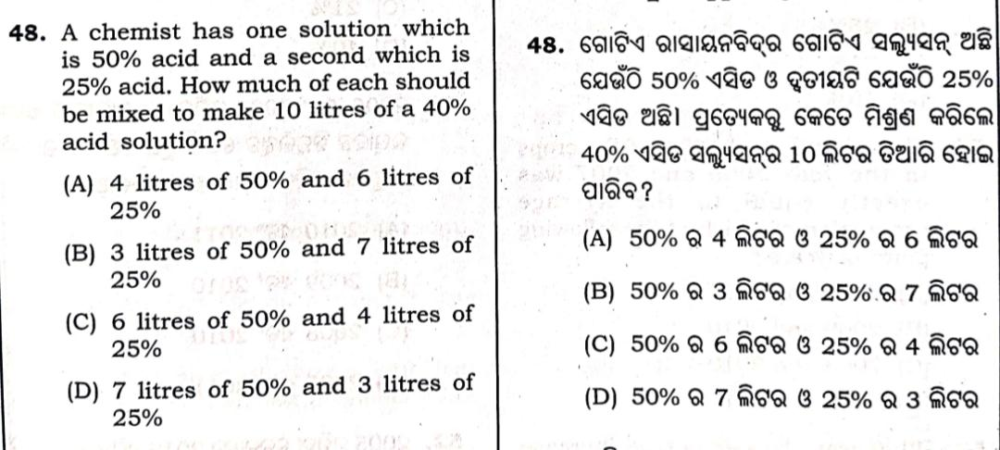 48. A chemist has one solution which
is 50% acid and a second which is
25% acid. How much of each should
be mixed to make 10 litres of a 40%
acid solution?
(A) 4 litres of 50% and 6 litres of
25%
(B) 3 litres of 50% and 7 litres of
25%
(C) 6 litres of 50% and 4 litres of
25%
(D) 7 litres of 50% and 3 litres of
25%
48. ଗୋଟିଏ ରାସାୟନବିଦ୍‌ର ଗୋଟିଏ ସଲ୍ୟୁସନ୍ ଅଛି
ଯେଉଁଠି 50% ଏସିଡ ଓ ଦ୍ୱତୀୟଟି ଯେଉଁଠି 25%
ଏସିଡ ଅଛି। ପ୍ରତ୍ୟେକରୁ କେତେ ମିଶ୍ରଣ କରିଲେ
40% ଏସିଡ ସଲ୍ୟୁସନ୍‌ର 10 ଲିଟର ତିଆରି ହୋଇ
ପାରିବ?
(A) 50% ର 4 ଲିଟର ଓ 25% ର 6 ଲିଟର
(B) 50% ର 3 ଲିଟର ଓ 25% ର 7 ଲିଟର
(C) 50% ର 6 ଲିଟର ଓ 25% ର 4 ଲିଟର
(D) 50% ର 7 ଲିଟର ଓ 25% ର 3 ଲିଟର